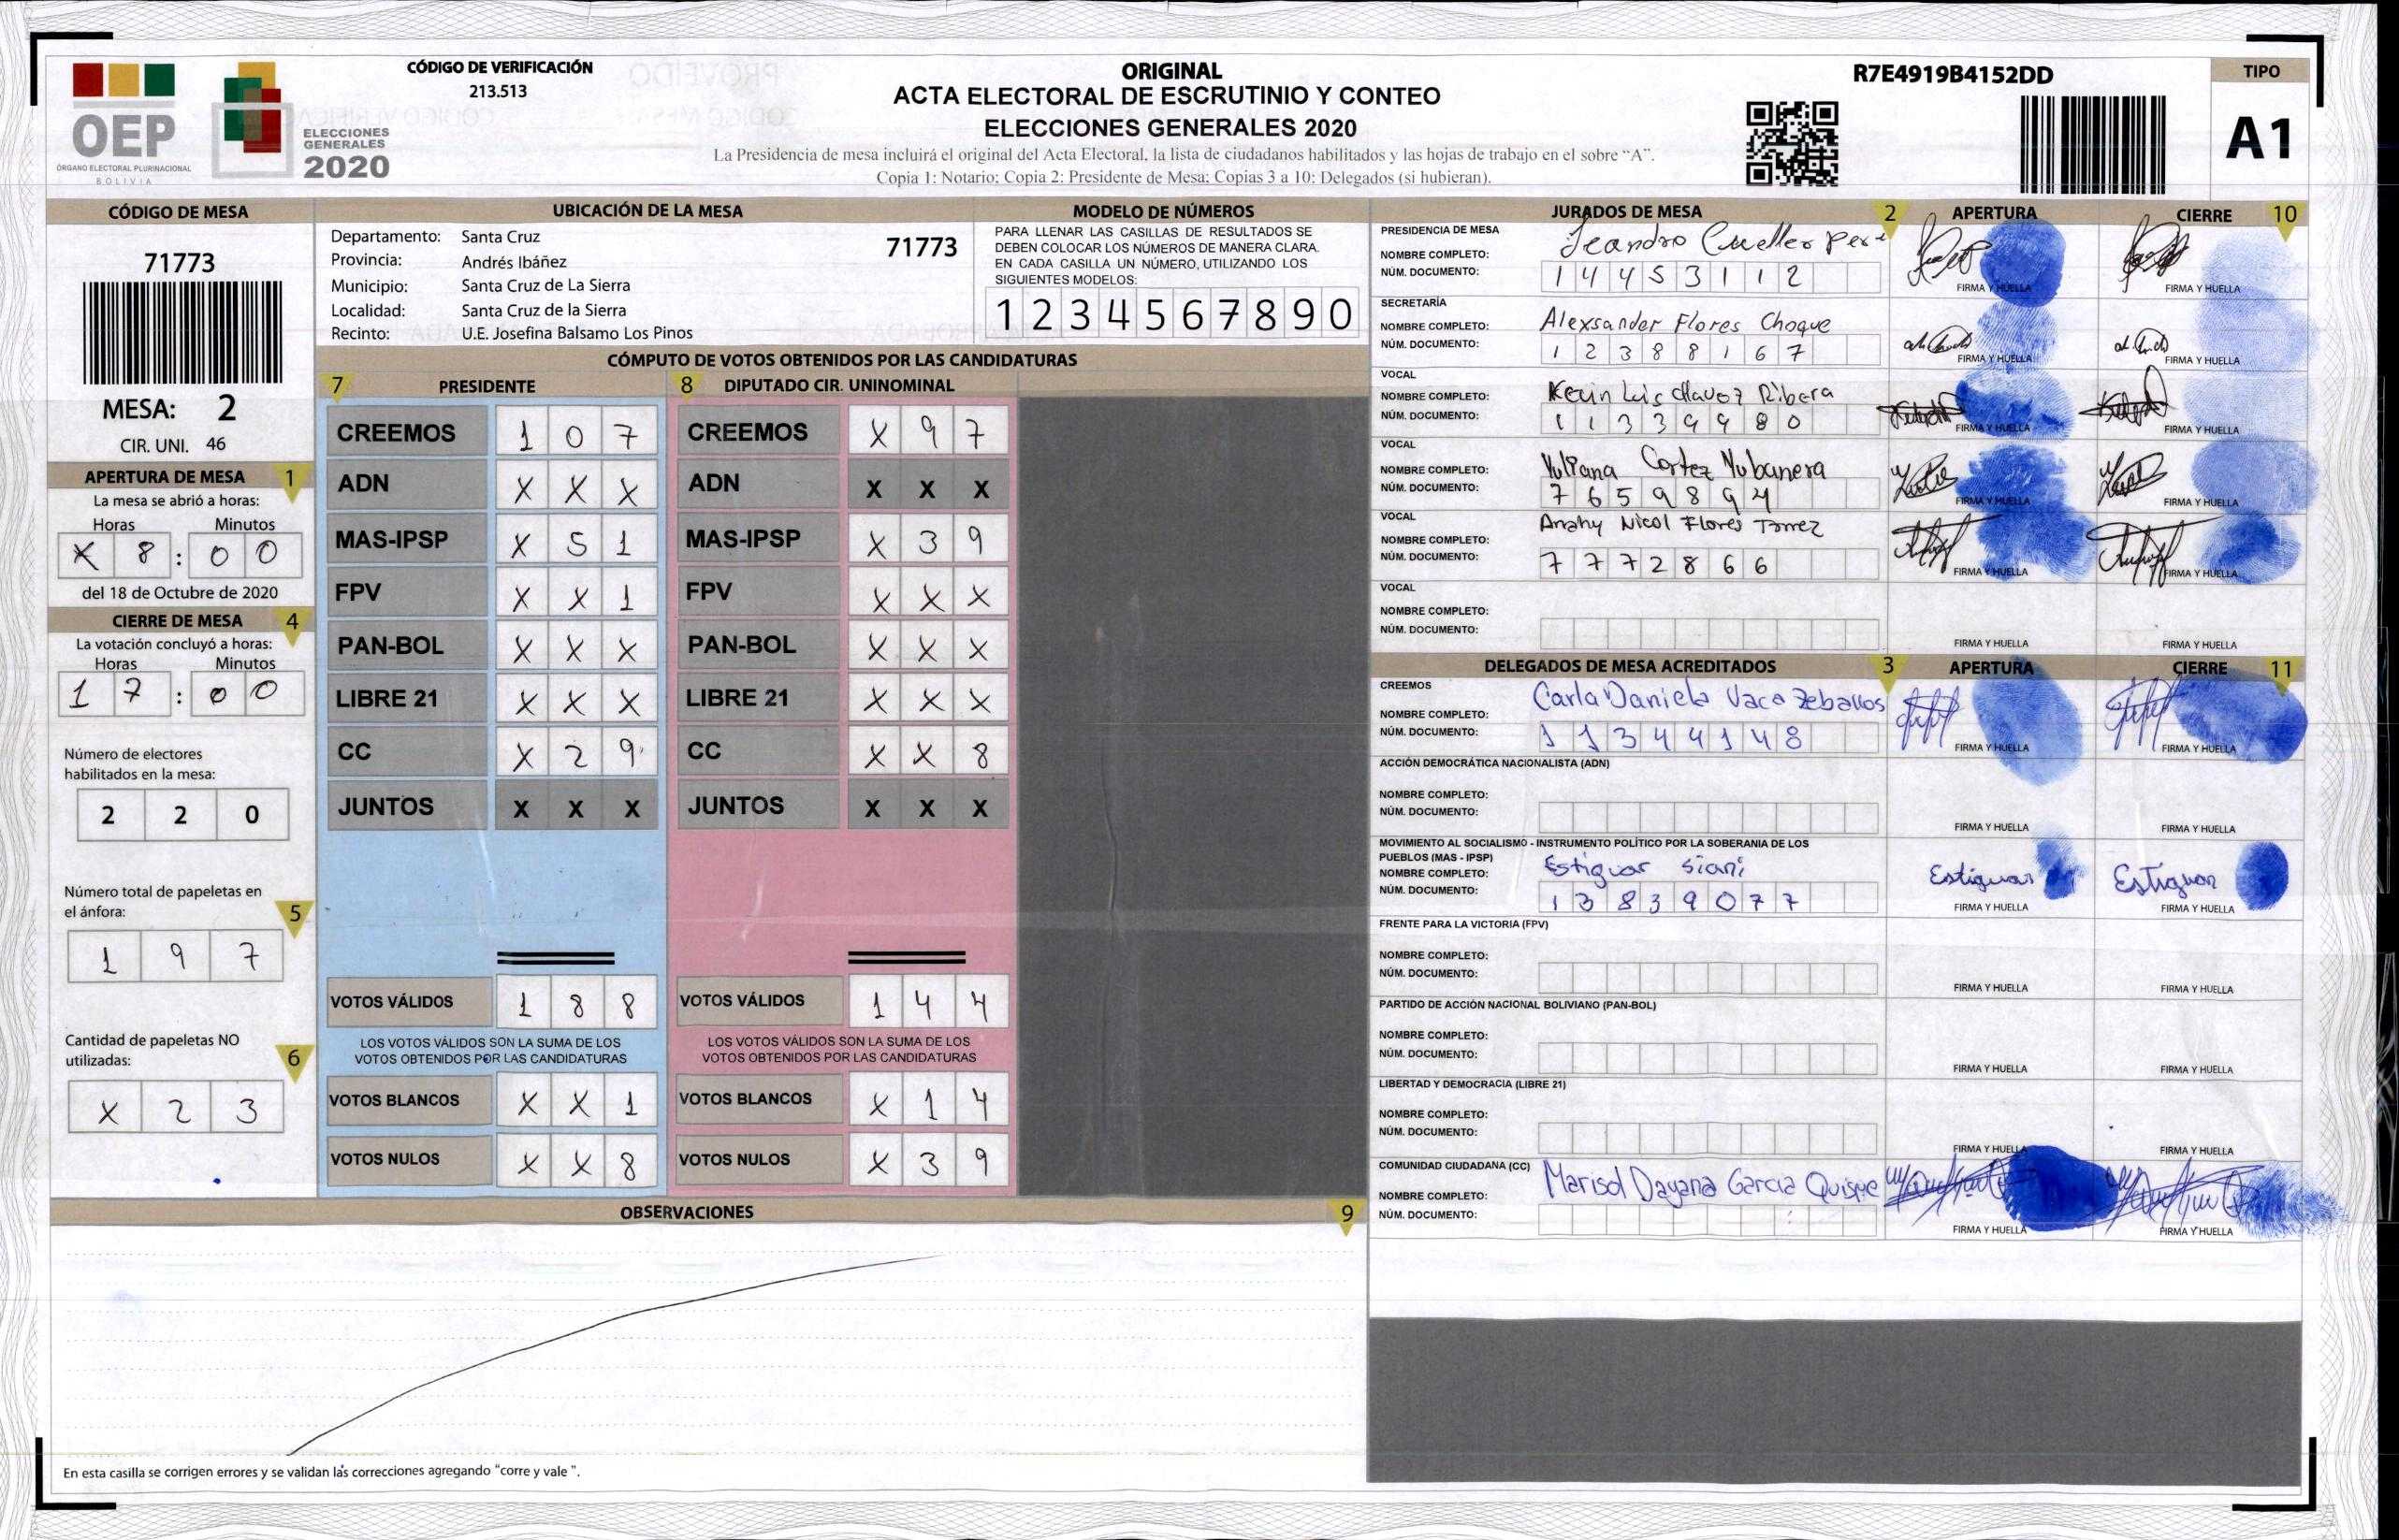 CÓDIGO DE VERIFICACIÓN
213.513
OEP
ÓRGANO ELECTORAL PLURINACIONAL
BOLIVIA
ELECCIONES
GENERALES
2020
ORIGINAL
ACTA ELECTORAL DE ESCRUTINIO Y CONTEO
ELECCIONES GENERALES 2020
La Presidencia de mesa incluirá el original del Acta Electoral, la lista de ciudadanos habilitados y las hojas de trabajo en el sobre "A".
Copia 1: Notario; Copia 2: Presidente de Mesa; Copias 3 a 10: Delegados (si hubieran).
R7E4919B4152DD
TIPO
A1
CÓDIGO DE MESA
71773
MESA: 2
CIR. UNI. 46
APERTURA DE MESA 1
La mesa se abrió a horas:
Horas Minutos
X 8 : 0 0
del 18 de Octubre de 2020
CIERRE DE MESA 4
La votación concluyó a horas:
Horas Minutos
1 7 : 0 0
Número de electores
habilitados en la mesa:
2 2 0
Número total de papeletas en
el ánfora: 5
1 9 7
Cantidad de papeletas NO
utilizadas: 6
X 2 3
UBICACIÓN DE LA MESA
Departamento: Santa Cruz 71773
Provincia: Andrés Ibáñez
Municipio: Santa Cruz de La Sierra
Localidad: Santa Cruz de la Sierra
Recinto: U.E. Josefina Balsamo Los Pinos
MODELO DE NÚMEROS
PARA LLENAR LAS CASILLAS DE RESULTADOS SE
DEBEN COLOCAR LOS NÚMEROS DE MANERA CLARA.
EN CADA CASILLA UN NÚMERO, UTILIZANDO LOS
SIGUIENTES MODELOS:
1 2 3 4 5 6 7 8 9 0
CÓMPUTO DE VOTOS OBTENIDOS POR LAS CANDIDATURAS
7 PRESIDENTE 8 DIPUTADO CIR. UNINOMINAL
CREEMOS 1 0 7 CREEMOS X 9 7
ADN X X X ADN X X X
MAS-IPSP X 5 1 MAS-IPSP X 3 9
FPV X X 1 FPV X X X
PAN-BOL X X X PAN-BOL X X X
LIBRE 21 X X X LIBRE 21 X X X
CC X 2 9 CC X X 8
JUNTOS X X X JUNTOS X X X
VOTOS VÁLIDOS 1 8 8 VOTOS VÁLIDOS 1 4 4
LOS VOTOS VÁLIDOS SON LA SUMA DE LOS LOS VOTOS VÁLIDOS SON LA SUMA DE LOS
VOTOS OBTENIDOS POR LAS CANDIDATURAS VOTOS OBTENIDOS POR LAS CANDIDATURAS
VOTOS BLANCOS X X 1 VOTOS BLANCOS X 1 4
VOTOS NULOS X X 8 VOTOS NULOS X 3 9
OBSERVACIONES 9
En esta casilla se corrigen errores y se validan las correcciones agregando "corre y vale ".
JURADOS DE MESA 2 APERTURA CIERRE 10
PRESIDENCIA DE MESA
NOMBRE COMPLETO: Leandro Cueller
NÚM. DOCUMENTO: 1 4 4 5 3 1 1 2
FIRMA Y HUELLA FIRMA Y HUELLA
SECRETARÍA
NOMBRE COMPLETO: Alexsander Flores Choque
NÚM. DOCUMENTO: 1 2 3 8 8 1 6 7
FIRMA Y HUELLA FIRMA Y HUELLA
VOCAL
NOMBRE COMPLETO: Kevin Luis Chavez Ribera
NÚM. DOCUMENTO: 1 1 3 3 9 9 8 0
FIRMA Y HUELLA FIRMA Y HUELLA
VOCAL
NOMBRE COMPLETO: Yuliana Cortez
NÚM. DOCUMENTO: 7 6 5 9 8 9 4
FIRMA Y HUELLA FIRMA Y HUELLA
VOCAL
NOMBRE COMPLETO: Anahy Nicol Flores Torrez
NÚM. DOCUMENTO: 7 7 7 2 8 6 6
FIRMA Y HUELLA FIRMA Y HUELLA
VOCAL
NOMBRE COMPLETO:
NÚM. DOCUMENTO:
FIRMA Y HUELLA FIRMA Y HUELLA
DELEGADOS DE MESA ACREDITADOS 3 APERTURA CIERRE 11
CREEMOS
NOMBRE COMPLETO: Carla Daniela Vaca Zeballos
NÚM. DOCUMENTO: 1 1 3 4 4 1 4 8
FIRMA Y HUELLA FIRMA Y HUELLA
ACCIÓN DEMOCRÁTICA NACIONALISTA (ADN)
NOMBRE COMPLETO:
NÚM. DOCUMENTO:
FIRMA Y HUELLA FIRMA Y HUELLA
MOVIMIENTO AL SOCIALISMO - INSTRUMENTO POLÍTICO POR LA SOBERANIA DE LOS
PUEBLOS (MAS - IPSP)
NOMBRE COMPLETO: Estiguar Siani
NÚM. DOCUMENTO: 1 3 8 3 9 0 7 7
Estiguar Estiguar
FIRMA Y HUELLA FIRMA Y HUELLA
FRENTE PARA LA VICTORIA (FPV)
NOMBRE COMPLETO:
NÚM. DOCUMENTO:
FIRMA Y HUELLA FIRMA Y HUELLA
PARTIDO DE ACCIÓN NACIONAL BOLIVIANO (PAN-BOL)
NOMBRE COMPLETO:
NÚM. DOCUMENTO:
FIRMA Y HUELLA FIRMA Y HUELLA
LIBERTAD Y DEMOCRACIA (LIBRE 21)
NOMBRE COMPLETO:
NÚM. DOCUMENTO:
FIRMA Y HUELLA FIRMA Y HUELLA
COMUNIDAD CIUDADANA (CC)
NOMBRE COMPLETO: Marisol Dayana Garcia Quispe
NÚM. DOCUMENTO:
FIRMA Y HUELLA FIRMA Y HUELLA